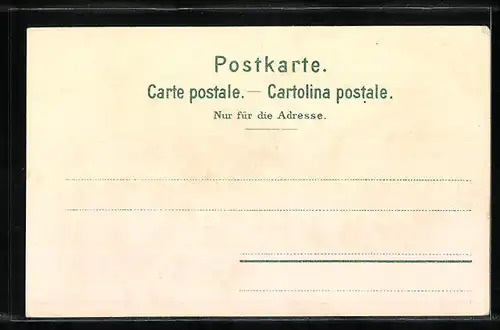 Postkarte.
Carte postale. — Cartolina postale.
Nur für die Adresse.